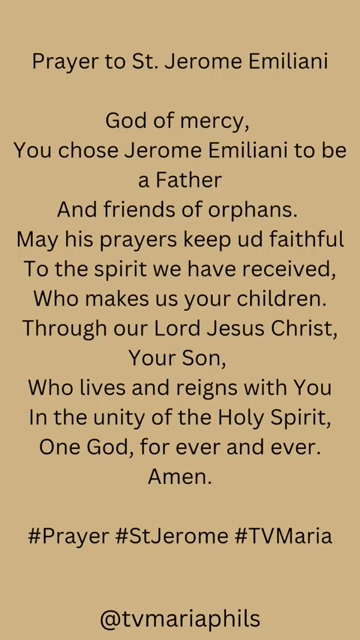 Prayer to St. Jerome Emiliani
God of mercy,
You chose Jerome Emiliani to be
a Father
And friends of orphans.
May his prayers keep ud faithful
To the spirit we have received,
Who makes us your children.
Through our Lord Jesus Christ,
Your Son,
Who lives and reigns with You
In the unity of the Holy Spirit,
One God, for ever and ever.
Amen.
#Prayer #StJerome #TVMaria
@tvmariaphils